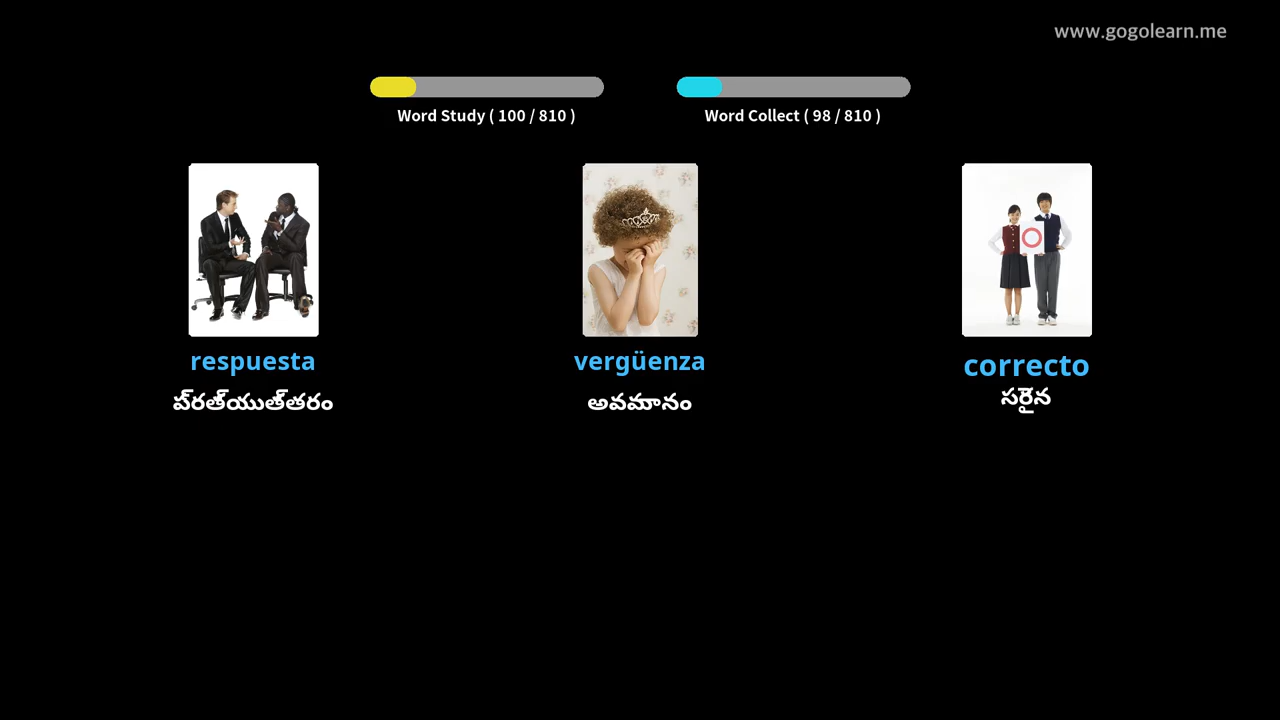 www.gogolearn.me
Word Study ( 100 / 810 )
Word Collect ( 98 / 810 )
respuesta
vergüenza
correcto
ప్‌రత్‌యుత్‌తరం
అవమానం
సరైన